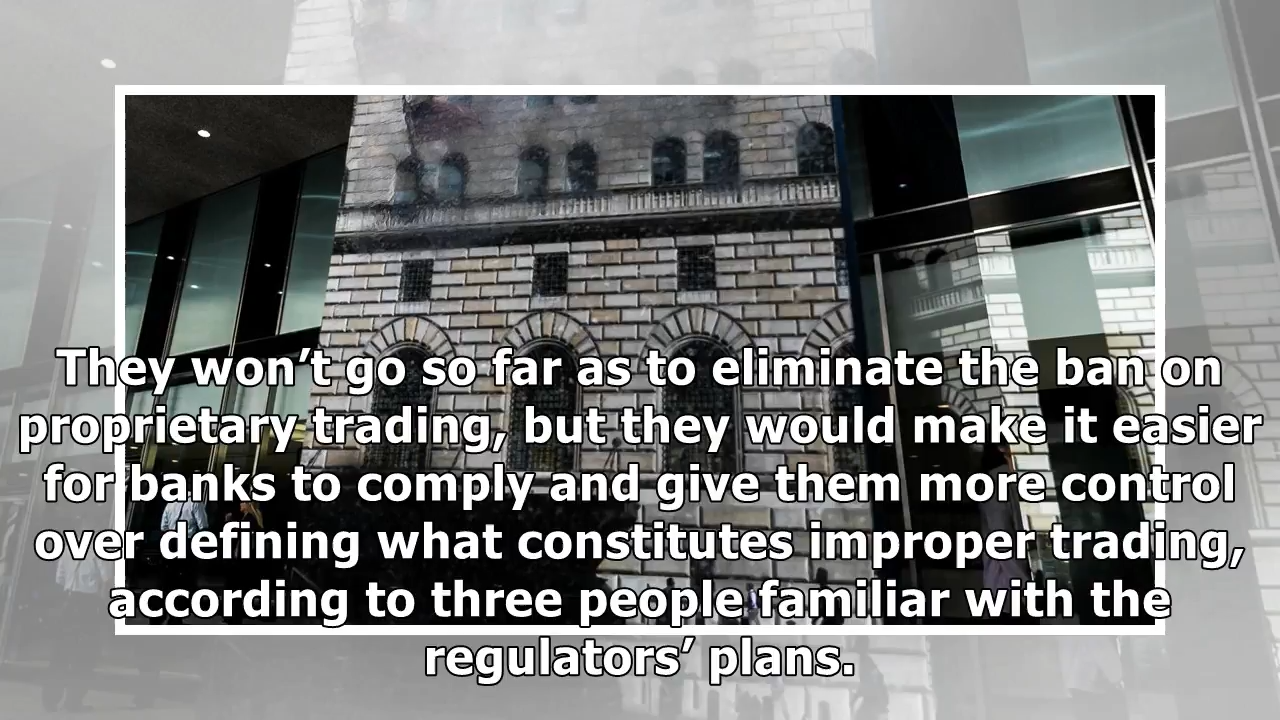 They won’t go so far as to eliminate the ban on
proprietary trading, but they would make it easier
for banks to comply and give them more control
over defining what constitutes improper trading,
according to three people familiar with the
regulators’ plans.